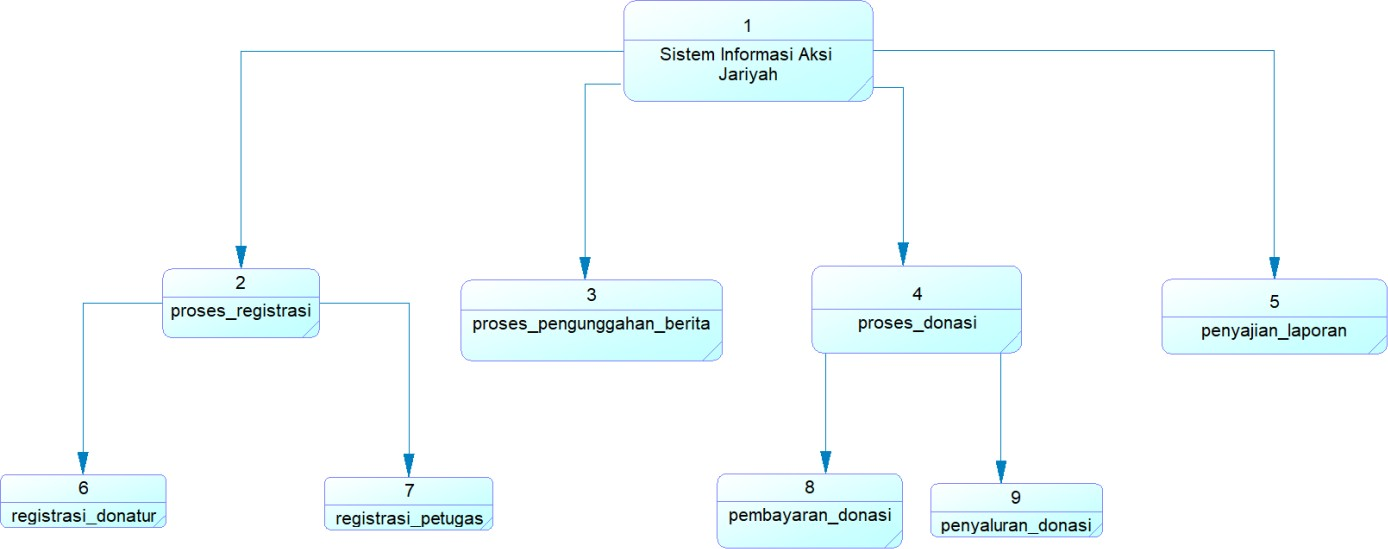 1
Sistem Informasi Aksi
Jariyah
2
proses_registrasi
3
proses_pengunggahan_berita
4
proses_donasi
5
penyajian_laporan
6
registrasi_donatur
7
registrasi_petugas
8
pembayaran_donasi
9
penyaluran_donasi